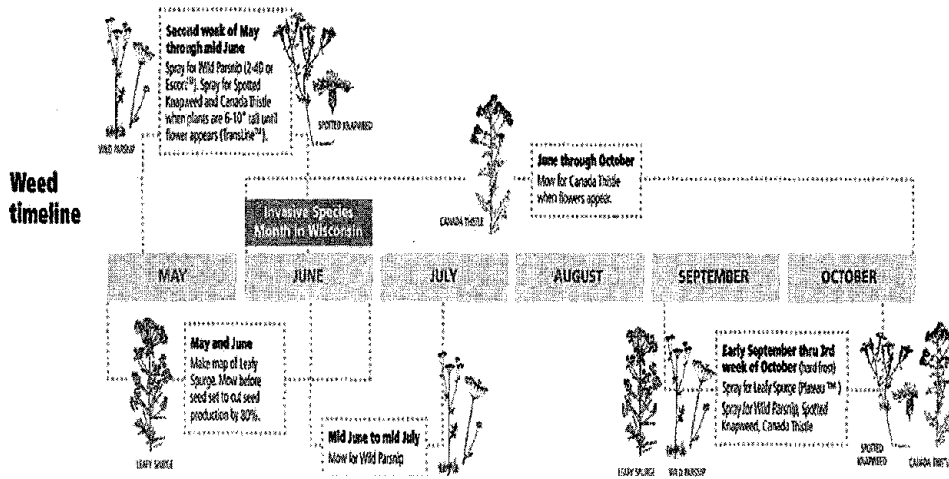 Weed
timeline
Second week of May
through mid June
Spray for Wild Parsnip (2-4D or
Escort™). Spray for Spotted
Knapweed and Canada Thistle
when plants are 6-10" tall until
flower appears (TransLine™).
WILD PARSNIP
SPOTTED KNAPWEED
June through October
Mow for Canada Thistle
when flowers appear.
CANADA THISTLE
Invasive Species
Month in Wisconsin
MAY
JUNE
JULY
AUGUST
SEPTEMBER
OCTOBER
May and June
Make map of Leafy
Spurge. Mow before
seed set to cut seed
production by 80%.
LEAFY SPURGE
Mid June to mid July
Mow for Wild Parsnip
Early September thru 3rd
week of October (hard frost)
Spray for Leafy Spurge (Plateau™)
Spray for Wild Parsnip, Spotted
Knapweed, Canada Thistle
LEAFY SPURGE
WILD PARSNIP
SPOTTED
KNAPWEED
CANADA THISTLE